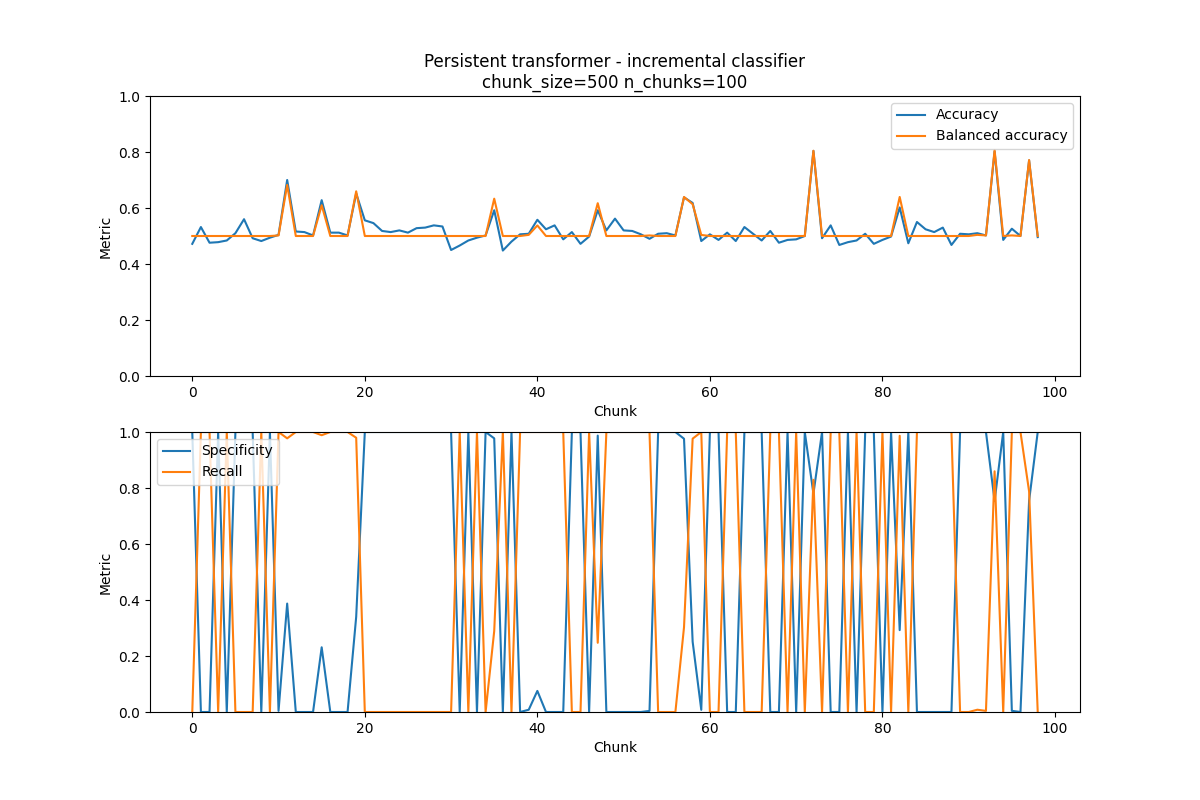 Persistent transformer - incremental classifier
chunk_size=500 n_chunks=100
1.0
0.8
0.6
0.4
0.2
0.0
Metric
Accuracy
Balanced accuracy
0 20 40 60 80 100
Chunk
1.0
0.8
0.6
0.4
0.2
0.0
Metric
Specificity
Recall
0 20 40 60 80 100
Chunk